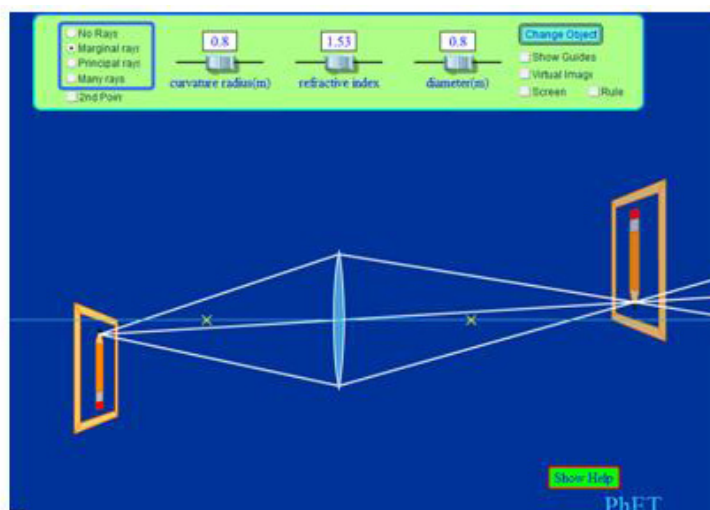 No Rays
Marginal rays
Principal rays
Many rays
2nd Point
0.8
curvature radius(m)
1.53
refractive index
0.8
diameter(m)
Change Object
Show Guides
Virtual Imag
Screen
Rule
Show Help
PhET